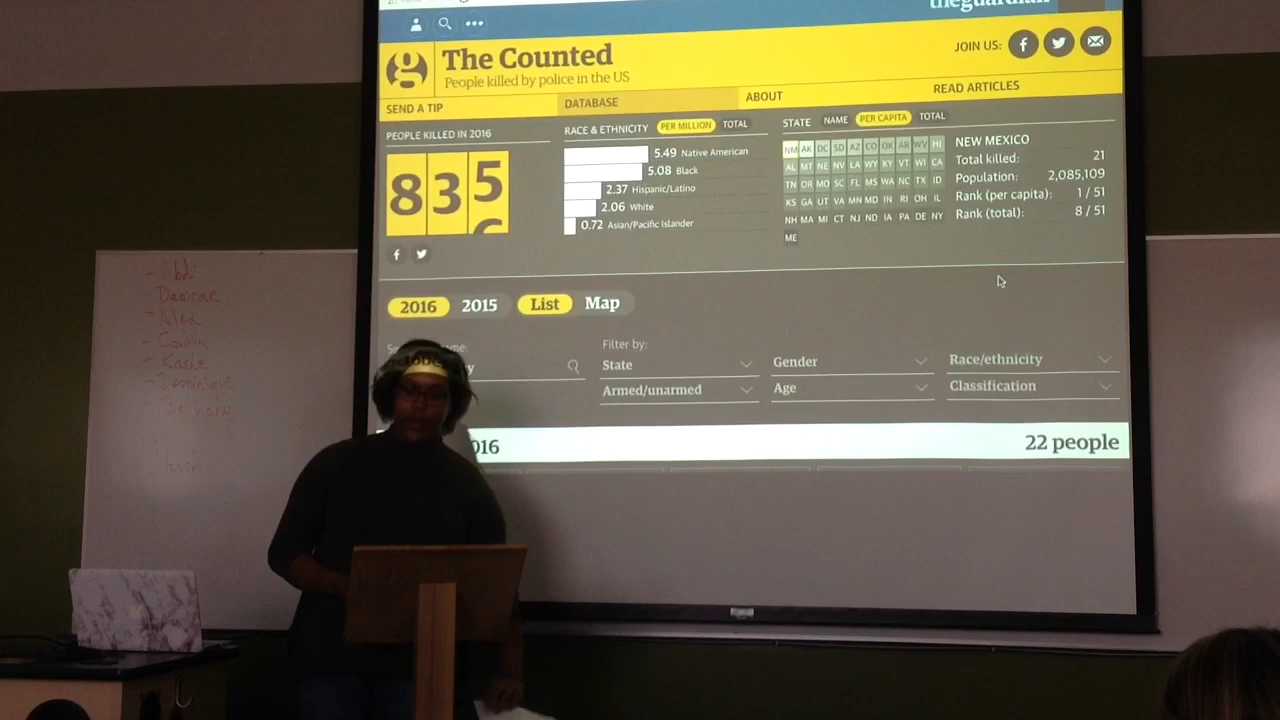 theguardian
The Counted
People killed by police in the US
JOIN US:
SEND A TIP
DATABASE
ABOUT
READ ARTICLES
PEOPLE KILLED IN 2016
835
RACE & ETHNICITY PER MILLION TOTAL
5.49 Native American
5.08 Black
2.37 Hispanic/Latino
2.06 White
0.72 Asian/Pacific Islander
STATE NAME PER CAPITA TOTAL
NM AK DC SD AZ CO OK AR WV HI
AL MT NE NV LA WY KY VT WI CA
TN OR MO SC FL MS WA NC TX ID
KS GA UT VA MN MD IN RI OH IL
NH MA MI CT NJ ND IA PA DE NY
ME
NEW MEXICO
Total killed: 21
Population: 2,085,109
Rank (per capita): 1 / 51
Rank (total): 8 / 51
2016 2015 List Map
Filter by:
State Gender Race/ethnicity
Armed/unarmed Age Classification
016 22 people
- Abdi
- Desirae
- Alex
- Calvin
- Kashe
- Dominique